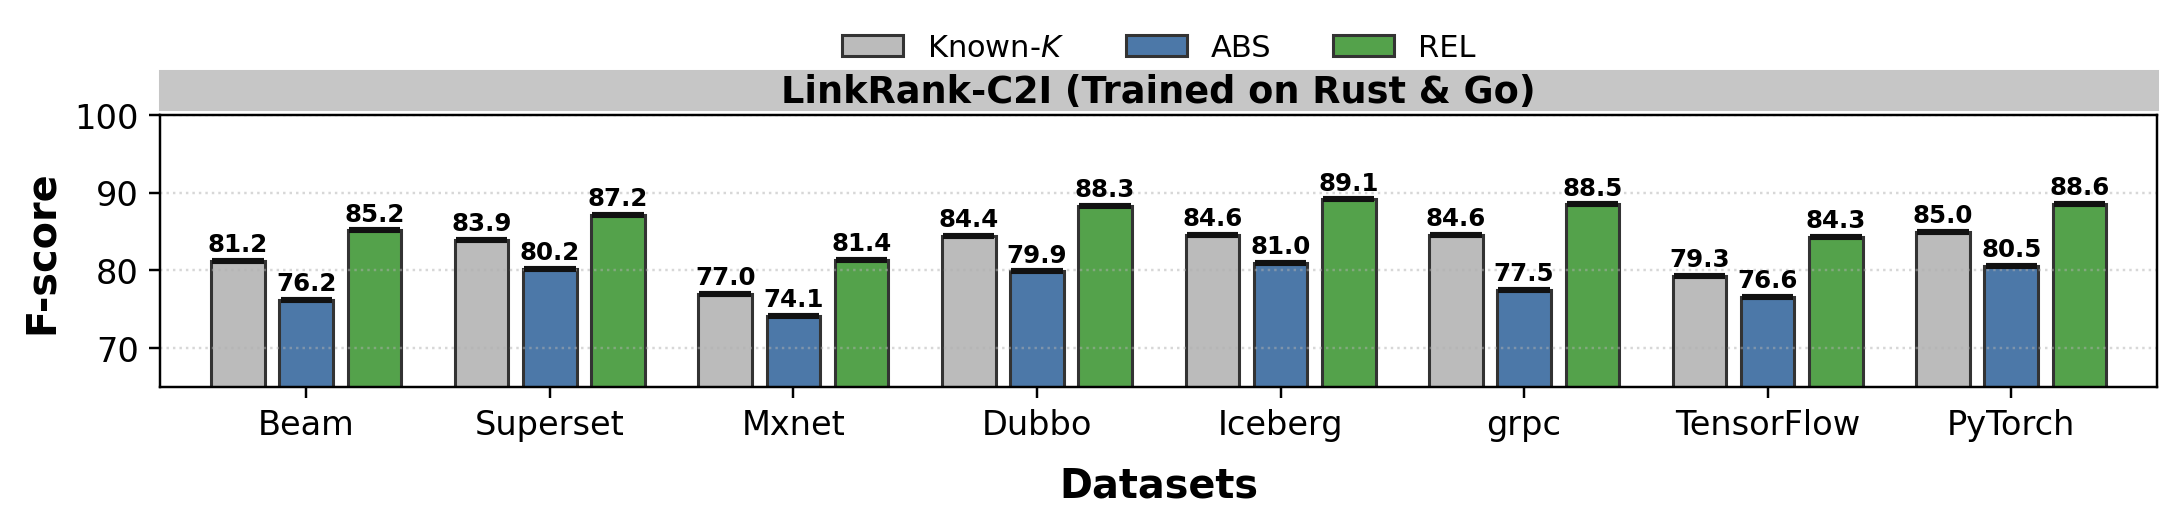 Known-K ABS REL
LinkRank-C2I (Trained on Rust & Go)
F-score
100
90
80
70
81.2 76.2 85.2
83.9 80.2 87.2
77.0 74.1 81.4
84.4 79.9 88.3
84.6 81.0 89.1
84.6 77.5 88.5
79.3 76.6 84.3
85.0 80.5 88.6
Beam Superset Mxnet Dubbo Iceberg grpc TensorFlow PyTorch
Datasets